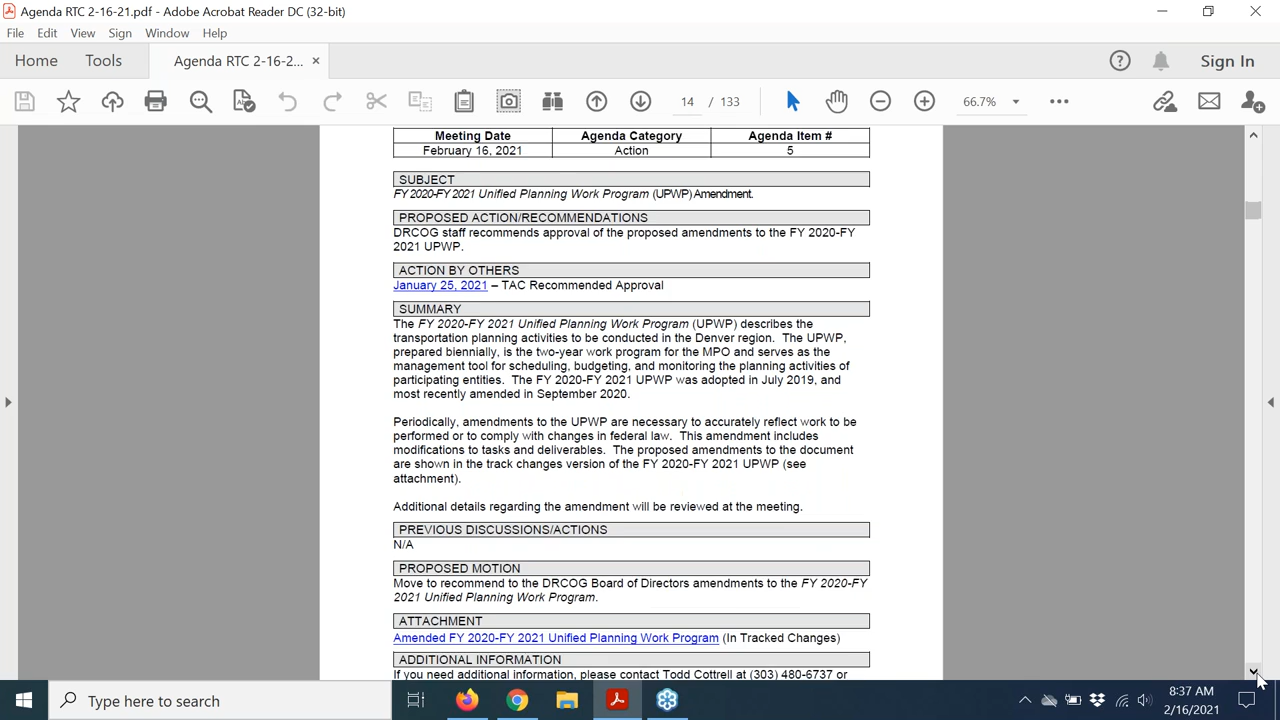 Agenda RTC 2-16-21.pdf - Adobe Acrobat Reader DC (32-bit)
File Edit View Sign Window Help
Home Tools Agenda RTC 2-16-2... × Sign In
14 / 133 66.7%
Meeting Date Agenda Category Agenda Item #
February 16, 2021 Action 5
SUBJECT
FY 2020-FY 2021 Unified Planning Work Program (UPWP) Amendment.
PROPOSED ACTION/RECOMMENDATIONS
DRCOG staff recommends approval of the proposed amendments to the FY 2020-FY
2021 UPWP.
ACTION BY OTHERS
January 25, 2021 – TAC Recommended Approval
SUMMARY
The FY 2020-FY 2021 Unified Planning Work Program (UPWP) describes the
transportation planning activities to be conducted in the Denver region. The UPWP,
prepared biennially, is the two-year work program for the MPO and serves as the
management tool for scheduling, budgeting, and monitoring the planning activities of
participating entities. The FY 2020-FY 2021 UPWP was adopted in July 2019, and
most recently amended in September 2020.
Periodically, amendments to the UPWP are necessary to accurately reflect work to be
performed or to comply with changes in federal law. This amendment includes
modifications to tasks and deliverables. The proposed amendments to the document
are shown in the track changes version of the FY 2020-FY 2021 UPWP (see
attachment).
Additional details regarding the amendment will be reviewed at the meeting.
PREVIOUS DISCUSSIONS/ACTIONS
N/A
PROPOSED MOTION
Move to recommend to the DRCOG Board of Directors amendments to the FY 2020-FY
2021 Unified Planning Work Program.
ATTACHMENT
Amended FY 2020-FY 2021 Unified Planning Work Program (In Tracked Changes)
ADDITIONAL INFORMATION
If you need additional information, please contact Todd Cottrell at (303) 480-6737 or
Type here to search
8:37 AM
2/16/2021